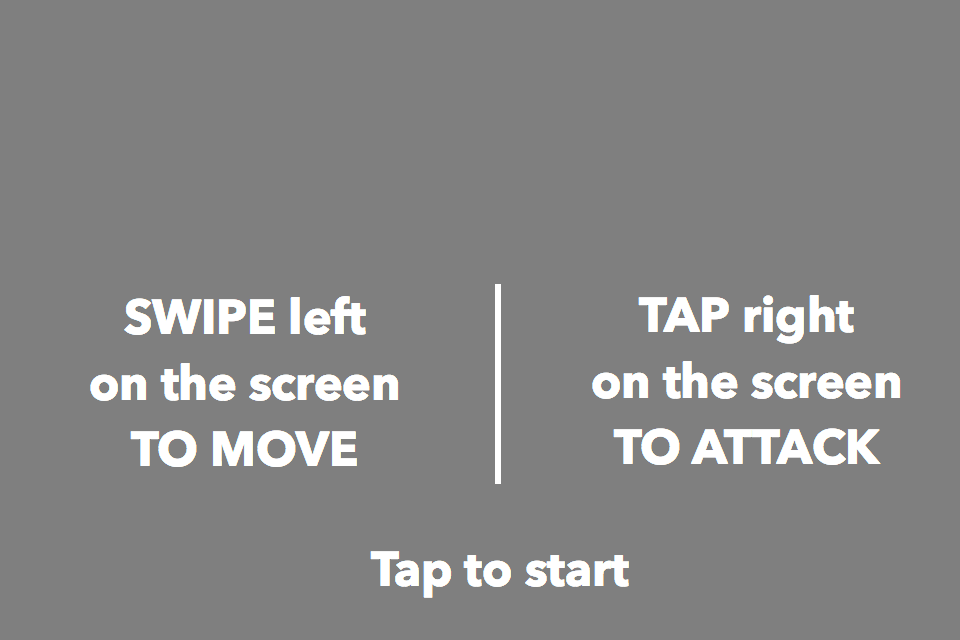 SWIPE left
on the screen
TO MOVE
TAP right
on the screen
TO ATTACK
Tap to start